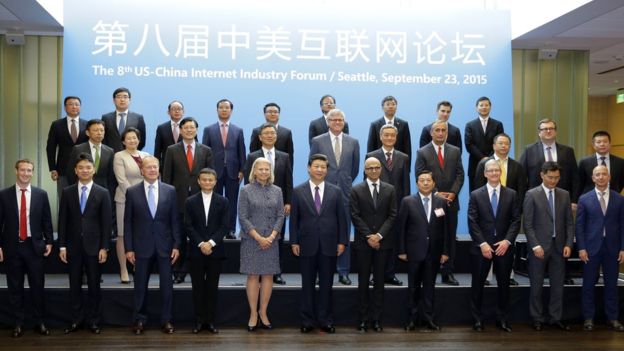 第八届中美互联网论坛
The 8th US-China Internet Industry Forum / Seattle, September 23, 2015